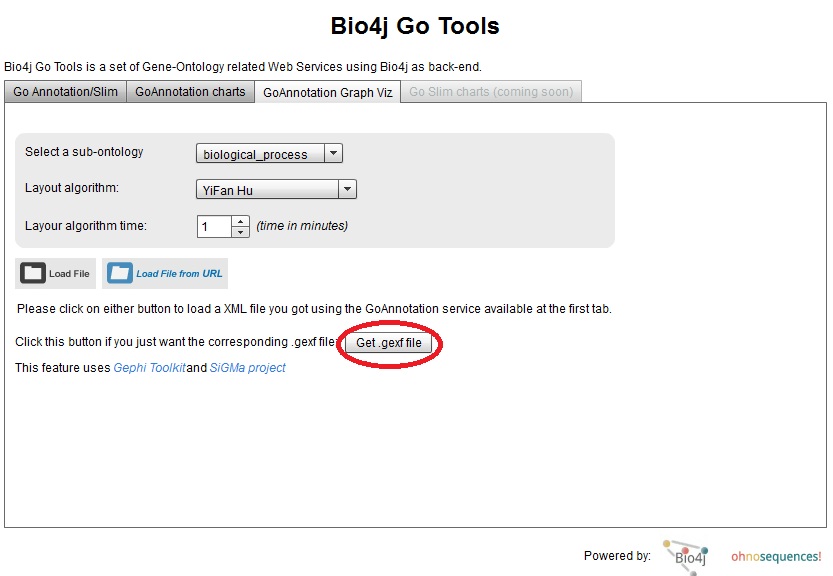 Bio4j Go Tools
Bio4j Go Tools is a set of Gene-Ontology related Web Services using Bio4j as back-end.
Go Annotation/Slim GoAnnotation charts GoAnnotation Graph Viz Go Slim charts (coming soon)
Select a sub-ontology biological_process
Layout algorithm: YiFan Hu
Layour algorithm time: 1 (time in minutes)
Load File Load File from URL
Please click on either button to load a XML file you got using the GoAnnotation service available at the first tab.
Click this button if you just want the corresponding .gexf file: Get .gexf file
This feature uses Gephi Toolkit and SiGMa project
Powered by: Bio4j ohnosequences!